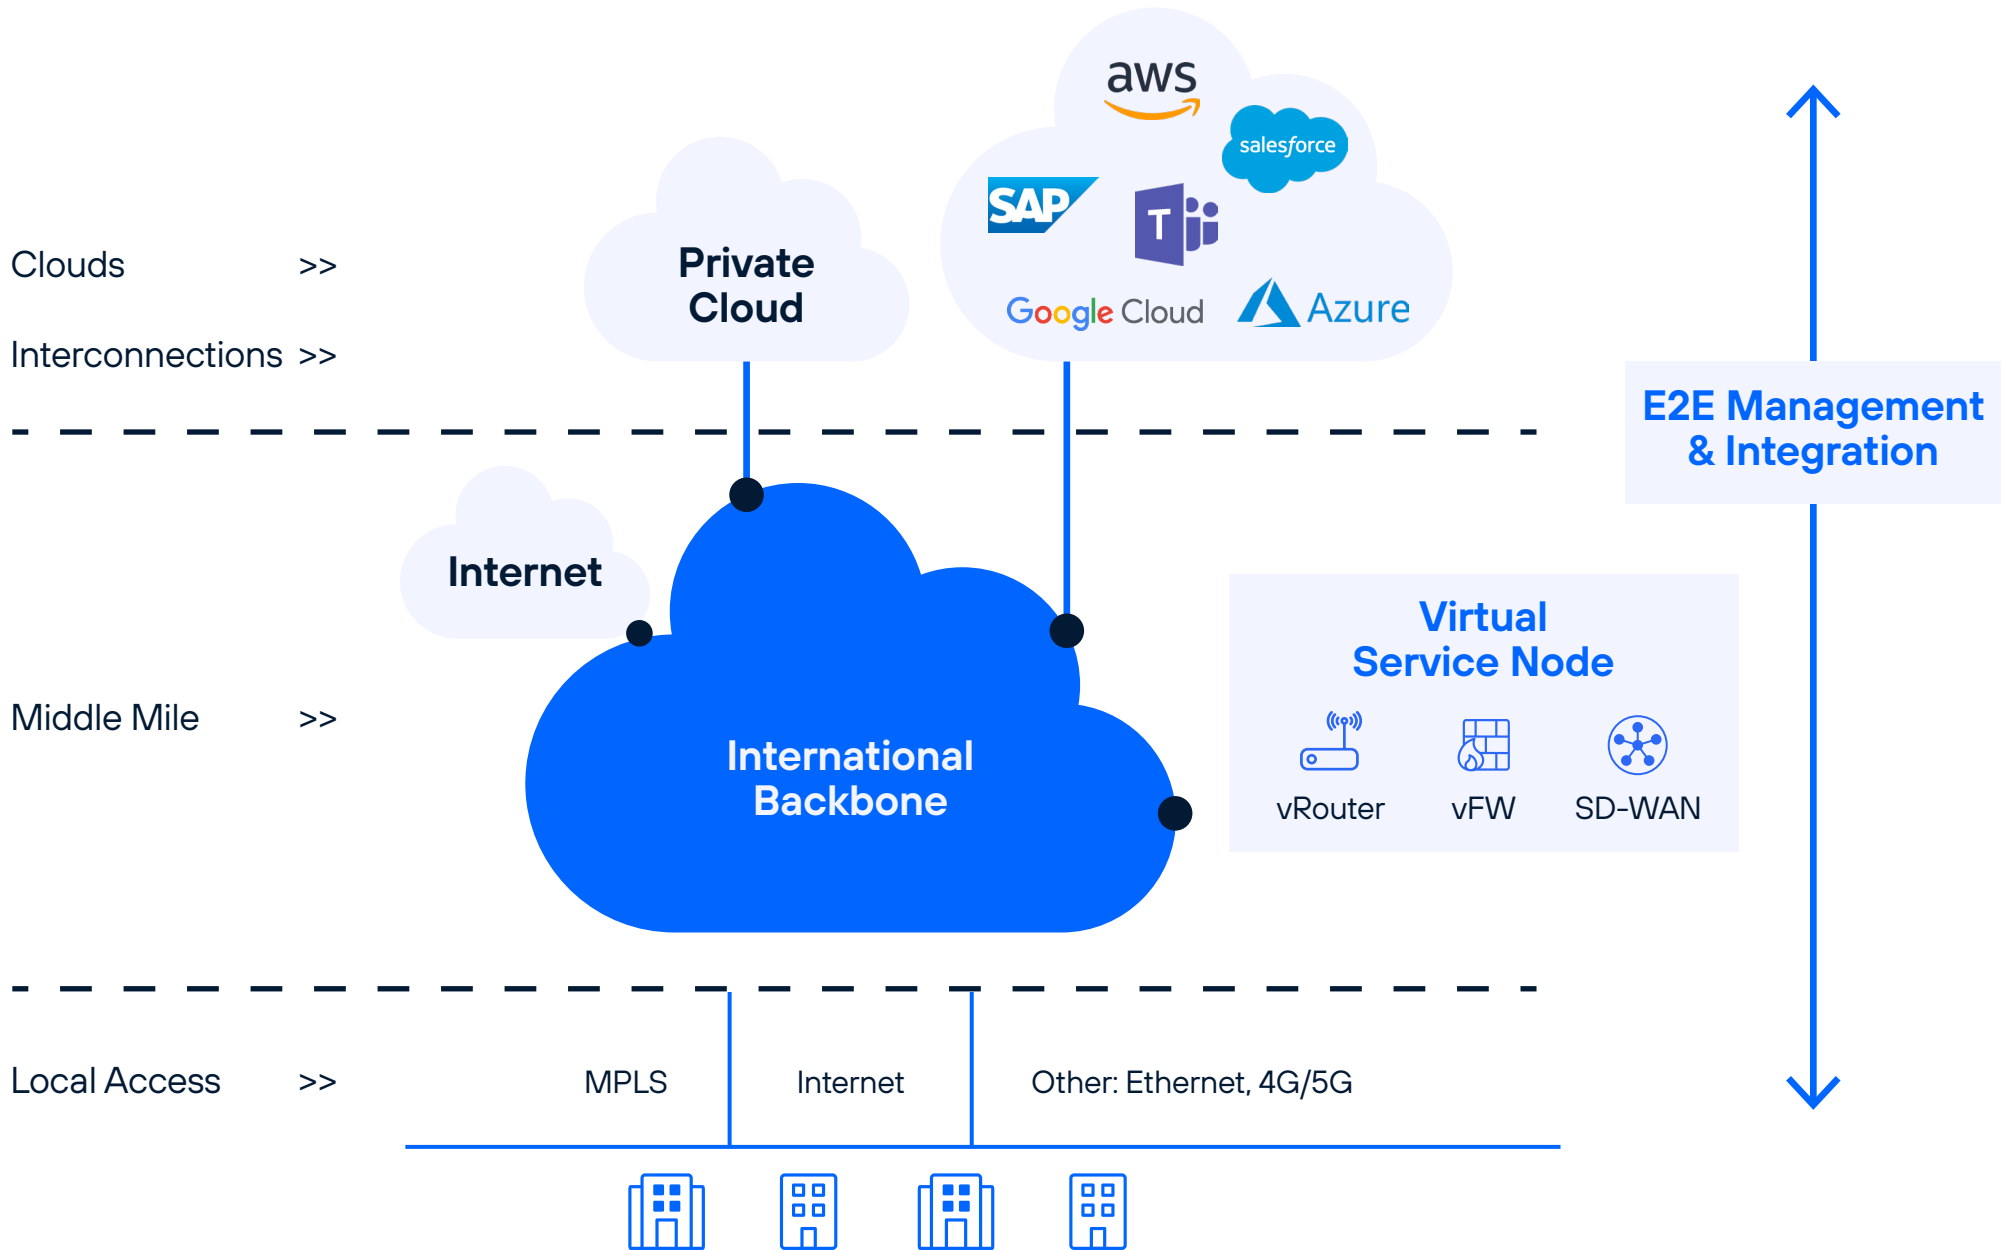 aws
salesforce
SAP
T
Clouds >>
Private
Cloud
Google Cloud
Azure
Interconnections >>
E2E Management
& Integration
Internet
Virtual
Service Node
Middle Mile >>
International
Backbone
vRouter
vFW
SD-WAN
Local Access >>
MPLS
Internet
Other: Ethernet, 4G/5G